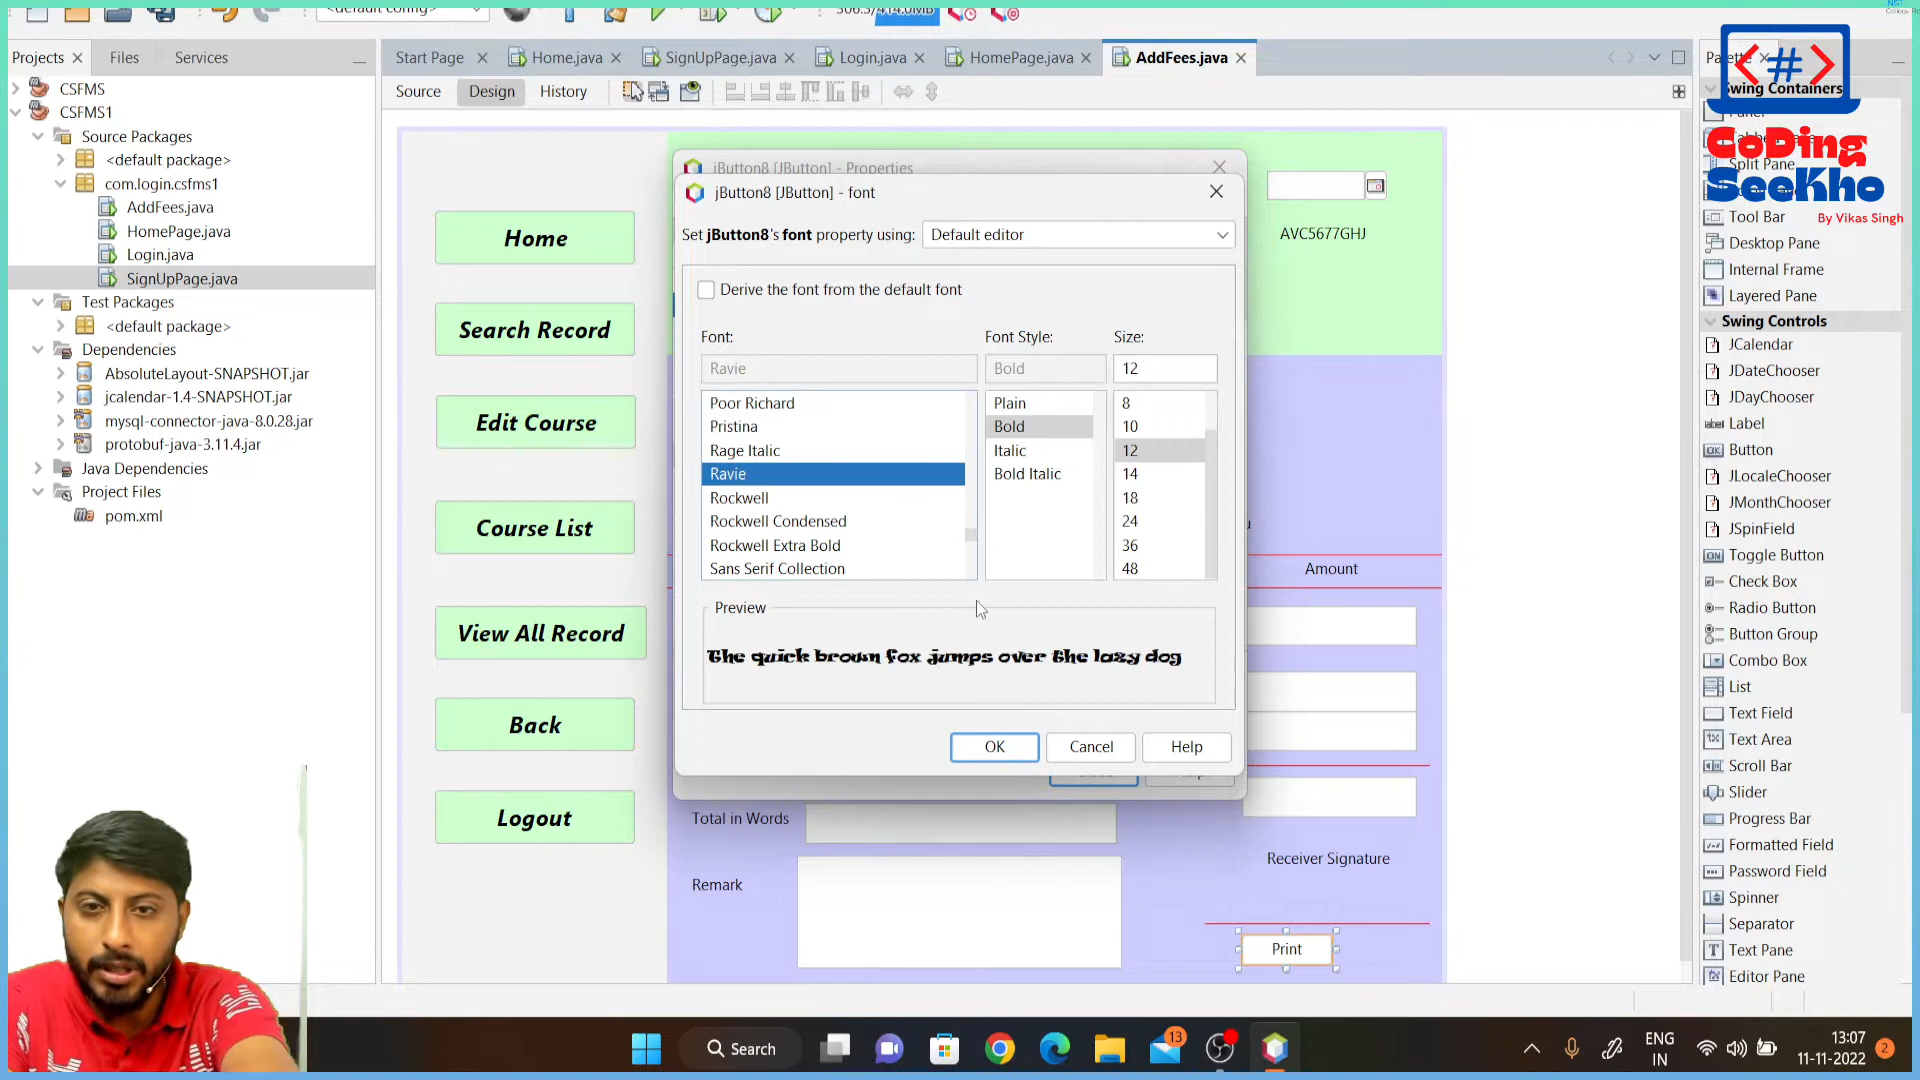 NS1
<default config>
306.3/414.0MB
Projects
Files
Services
Start Page
Home.java
SignUpPage.java
Login.java
HomePage.java
AddFees.java
Source
Design
History
CSFMS
CSFMS1
Source Packages
<default package>
com.login.csfms1
AddFees.java
HomePage.java
Login.java
SignUpPage.java
Test Packages
<default package>
Dependencies
AbsoluteLayout-SNAPSHOT.jar
jcalendar-1.4-SNAPSHOT.jar
mysql-connector-java-8.0.28.jar
protobuf-java-3.11.4.jar
Java Dependencies
Project Files
pom.xml
Home
Search Record
Edit Course
Course List
View All Record
Back
Logout
jButton8 [JButton] - Properties
jButton8 [JButton] - font
Set jButton8's font property using:
Default editor
Derive the font from the default font
Font:
Font Style:
Size:
Ravie
Bold
12
Poor Richard
Pristina
Rage Italic
Ravie
Rockwell
Rockwell Condensed
Rockwell Extra Bold
Sans Serif Collection
Plain
Bold
Italic
Bold Italic
8
10
12
14
18
24
36
48
Preview
The quick brown fox jumps over the lazy dog
OK
Cancel
Help
AVC5677GHJ
Amount
Total in Words
Remark
Receiver Signature
Print
Palette
Swing Containers
Panel
Split Pane
Tool Bar
Desktop Pane
Internal Frame
Layered Pane
Swing Controls
JCalendar
JDateChooser
JDayChooser
Label
Button
JLocaleChooser
JMonthChooser
JSpinField
Toggle Button
Check Box
Radio Button
Button Group
Combo Box
List
Text Field
Text Area
Scroll Bar
Slider
Progress Bar
Formatted Field
Password Field
Spinner
Separator
Text Pane
Editor Pane
<#>
CoDing
SeeKho
By Vikas Singh
Search
13
ENG
IN
13:07
11-11-2022
2